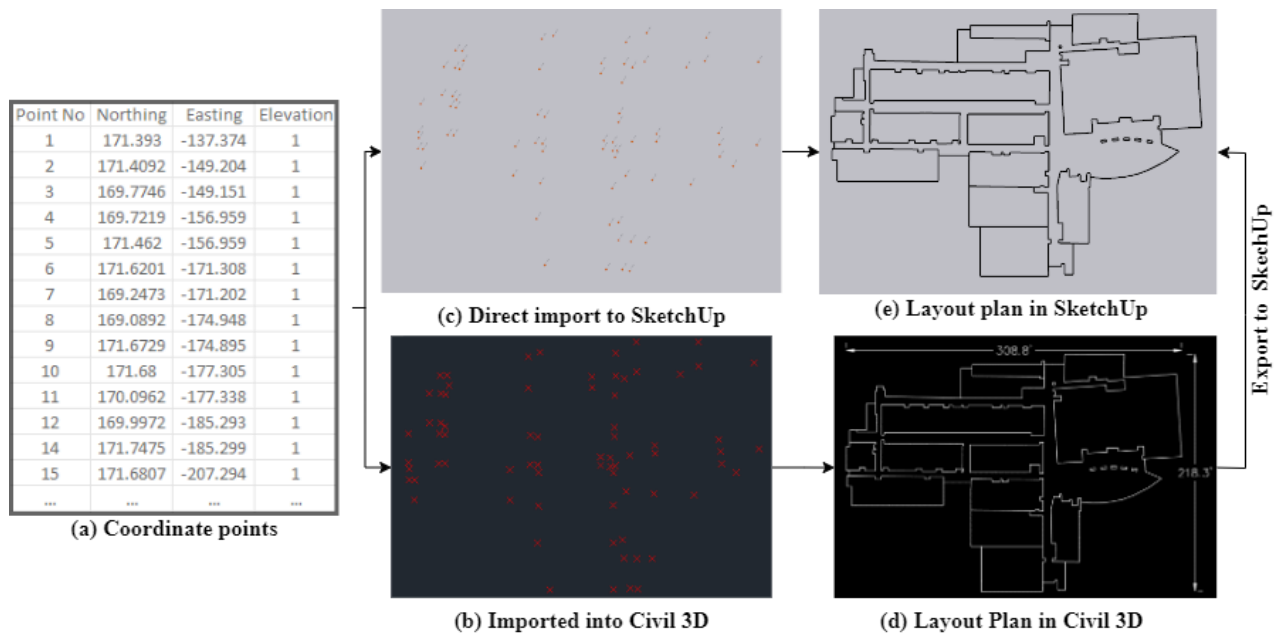 Point No Northing Easting Elevation
1 171.393 -137.374 1
2 171.4092 -149.204 1
3 169.7746 -149.151 1
4 169.7219 -156.959 1
5 171.462 -156.959 1
6 171.6201 -171.308 1
7 169.2473 -171.202 1
8 169.0892 -174.948 1
9 171.6729 -174.895 1
10 171.68 -177.305 1
11 170.0962 -177.338 1
12 169.9972 -185.293 1
14 171.7475 -185.299 1
15 171.6807 -207.294 1
... ... ... ...
(a) Coordinate points
(c) Direct import to SketchUp
(e) Layout plan in SketchUp
308.8'
218.3'
(b) Imported into Civil 3D
(d) Layout Plan in Civil 3D
Export to SkechUp